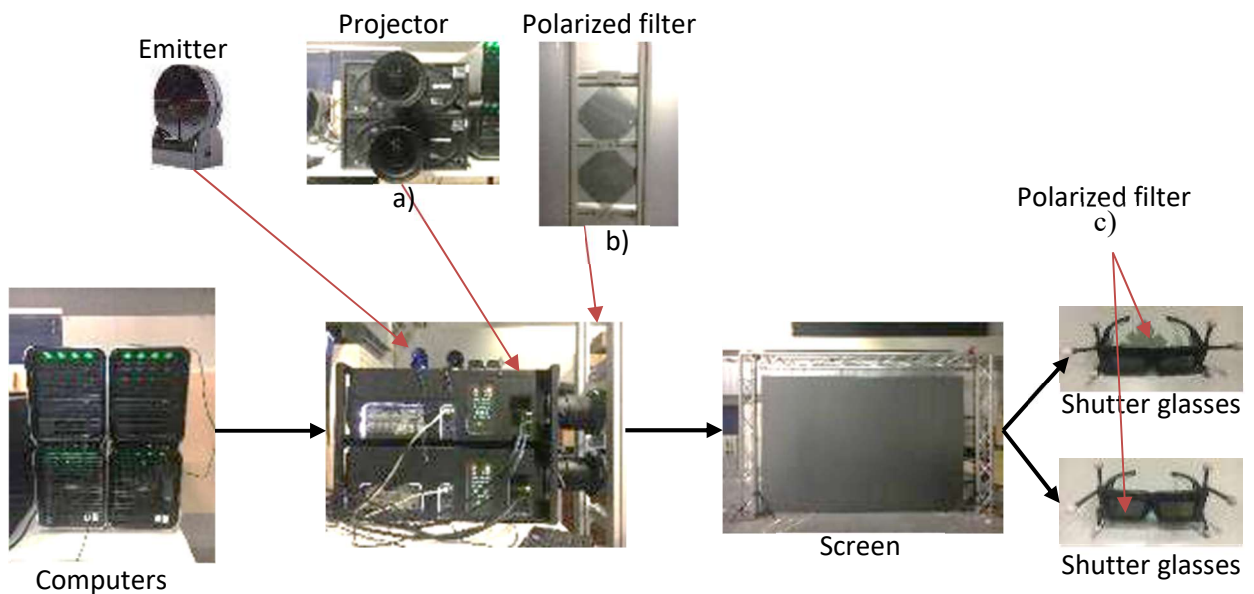 Emitter
Projector
Polarized filter
a)
b)
Polarized filter
c)
Shutter glasses
Computers
Screen
Shutter glasses